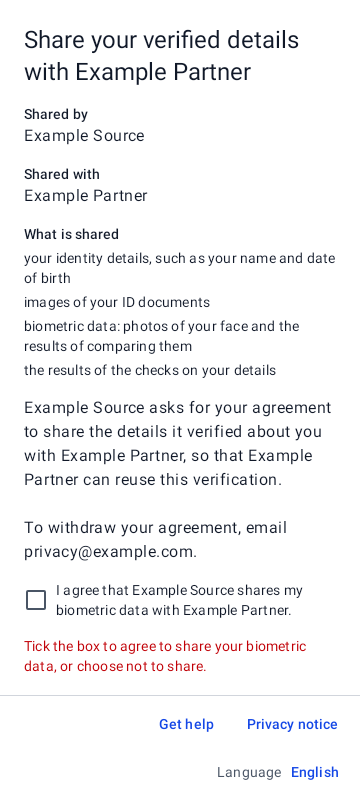 Share your verified details
with Example Partner
Shared by
Example Source
Shared with
Example Partner
What is shared
your identity details, such as your name and date
of birth
images of your ID documents
biometric data: photos of your face and the
results of comparing them
the results of the checks on your details
Example Source asks for your agreement
to share the details it verified about you
with Example Partner, so that Example
Partner can reuse this verification.
To withdraw your agreement, email
privacy@example.com.
I agree that Example Source shares my
biometric data with Example Partner.
Tick the box to agree to share your biometric
data, or choose not to share.
Get help Privacy notice
Language English